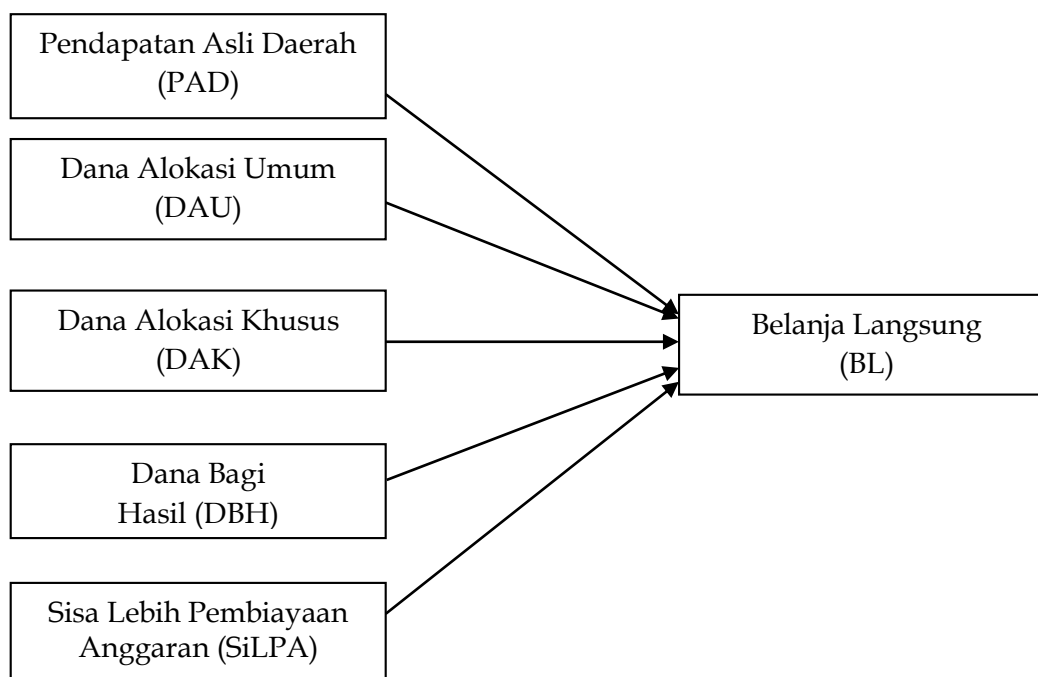 Pendapatan Asli Daerah
(PAD)
Dana Alokasi Umum
(DAU)
Dana Alokasi Khusus
(DAK)
Dana Bagi
Hasil (DBH)
Sisa Lebih Pembiayaan
Anggaran (SiLPA)
Belanja Langsung
(BL)